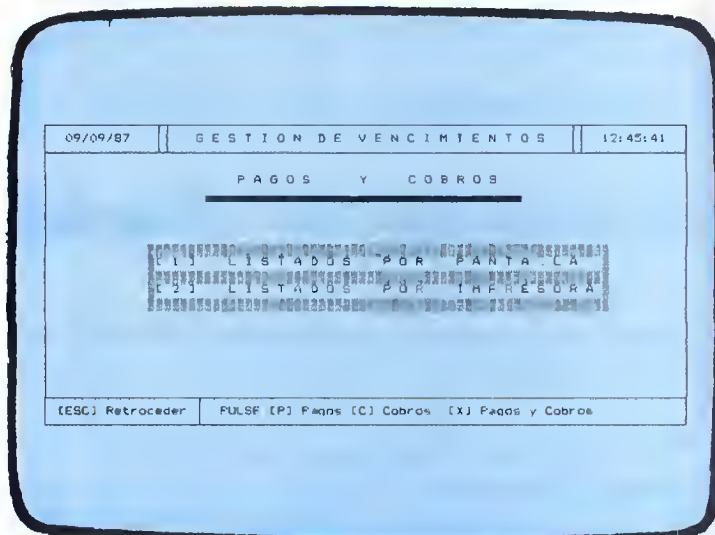 09/09/87 GESTION DE VENCIMIENTOS 12:45:41
PAGOS Y COBROS
[1] LISTADOS POR PANTALLA
[2] LISTADOS POR IMPRESORA
[ESC] Retroceder PULSE [P] Pagos [C] Cobros [X] Pagos y Cobros